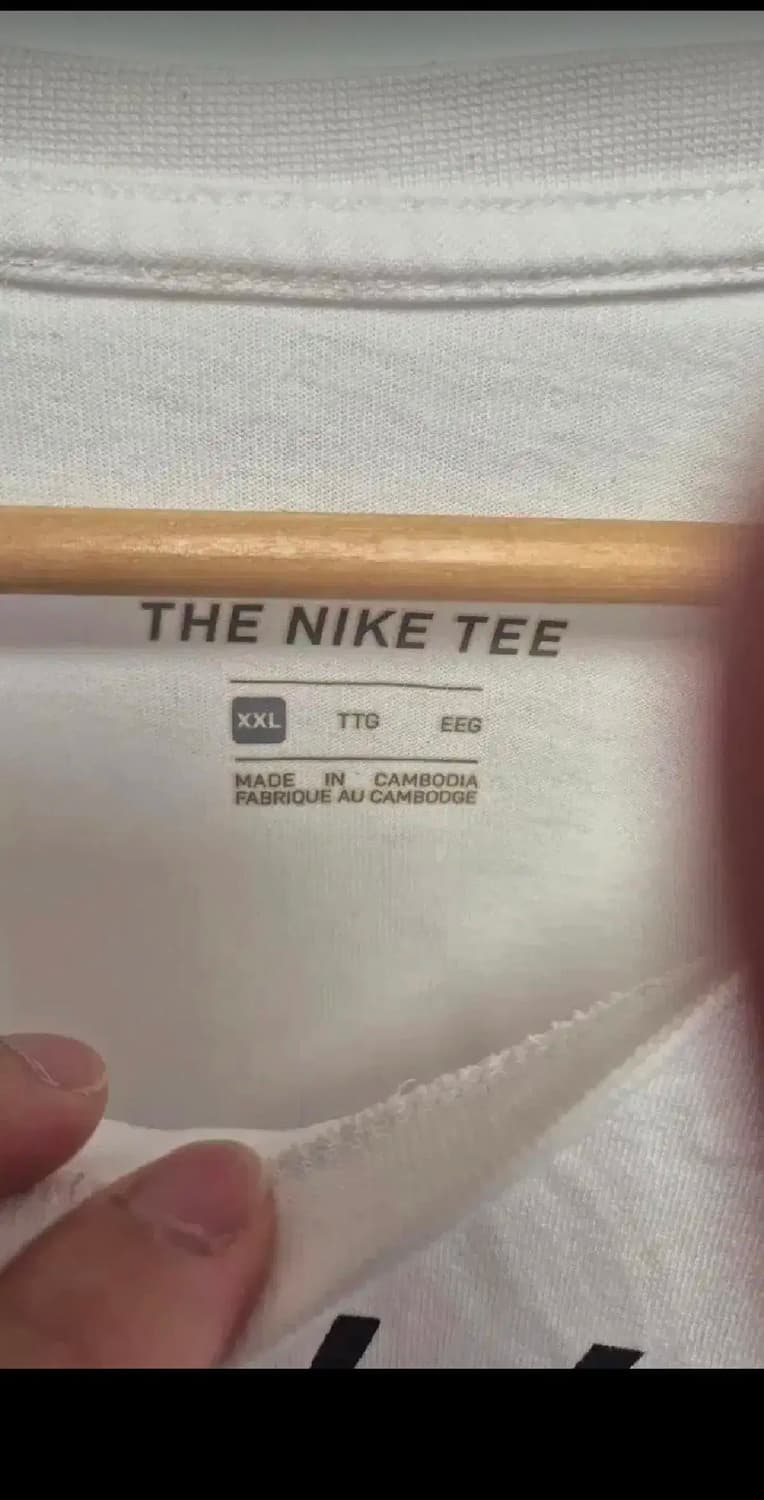 THE NIKE TEE
XXL TTG EEG
MADE IN CAMBODIA
FABRIQUE AU CAMBODGE